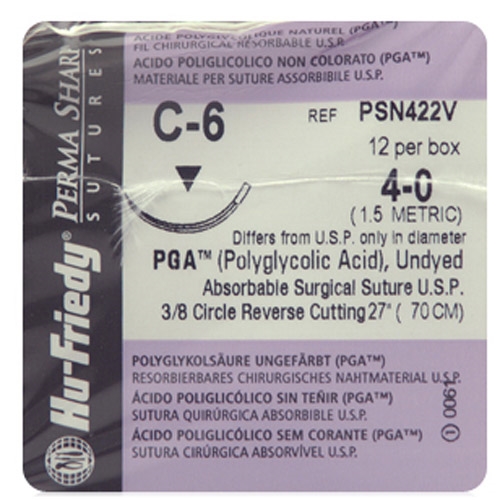 ACIDE POLYGLYCOLIQUE NATUREL (PGA™)
FIL CHIRURGICAL RESORBABLE U.S.P.
ACIDO POLIGLICOLICO NON COLORATO (PGA™)
MATERIALE PER SUTURE ASSORBIBILE U.S.P.
Hu-Friedy®
PERMA SHARP
SUTURES
C-6
REF PSN422V
12 per box
4-0
(1.5 METRIC)
Differs from U.S.P. only in diameter
PGA™ (Polyglycolic Acid), Undyed
Absorbable Surgical Suture U.S.P.
3/8 Circle Reverse Cutting 27" ( 70CM)
POLYGLYKOLSÄURE UNGEFÄRBT (PGA™)
RESORBIERBARES CHIRURGISCHES NAHTMATERIAL U.S.P.
ÁCIDO POLIGLICÓLICO SIN TEÑIR (PGA™)
SUTURA QUIRÚRGICA ABSORBIBLE U.S.P.
ÁCIDO POLIGLICÓLICO SEM CORANTE (PGA™)
SUTURA CIRÚRGICA ABSORVÍVEL U.S.P.